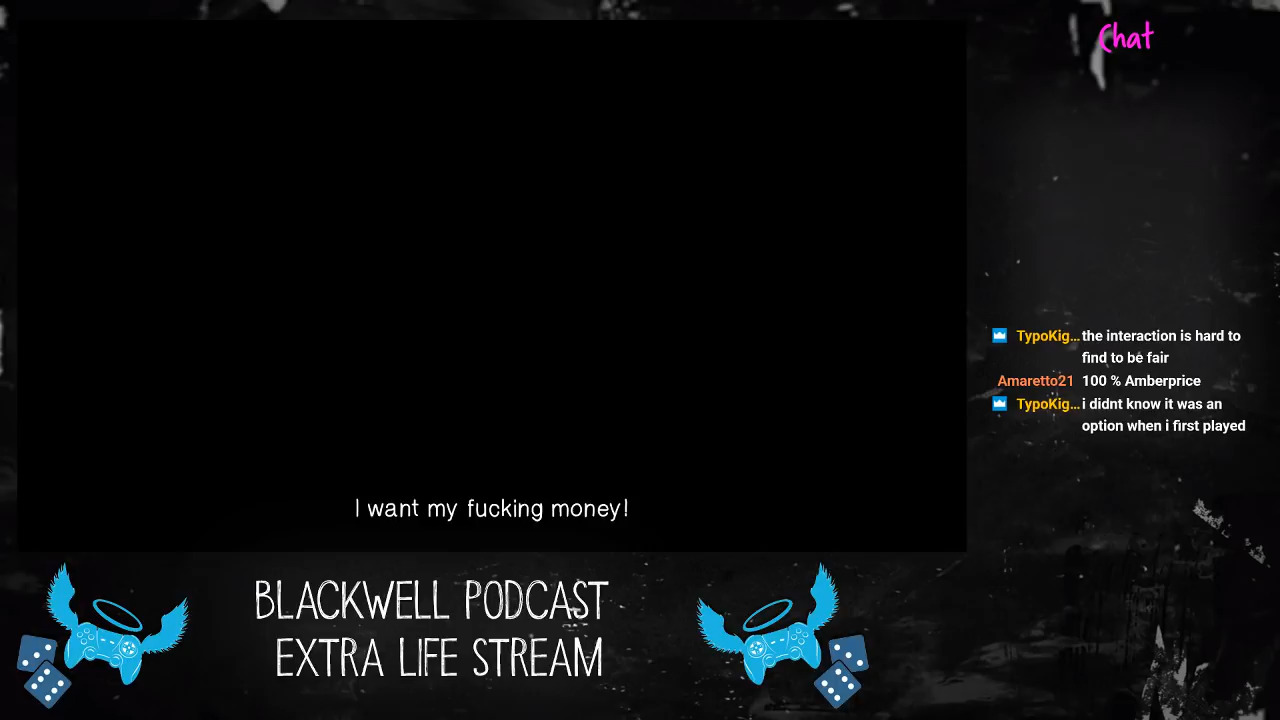 Chat
TypoKig… the interaction is hard to
find to be fair
Amaretto21 100 % Amberprice
TypoKig… i didnt know it was an
option when i first played
I want my fucking money!
BLACKWELL PODCAST
EXTRA LIFE STREAM